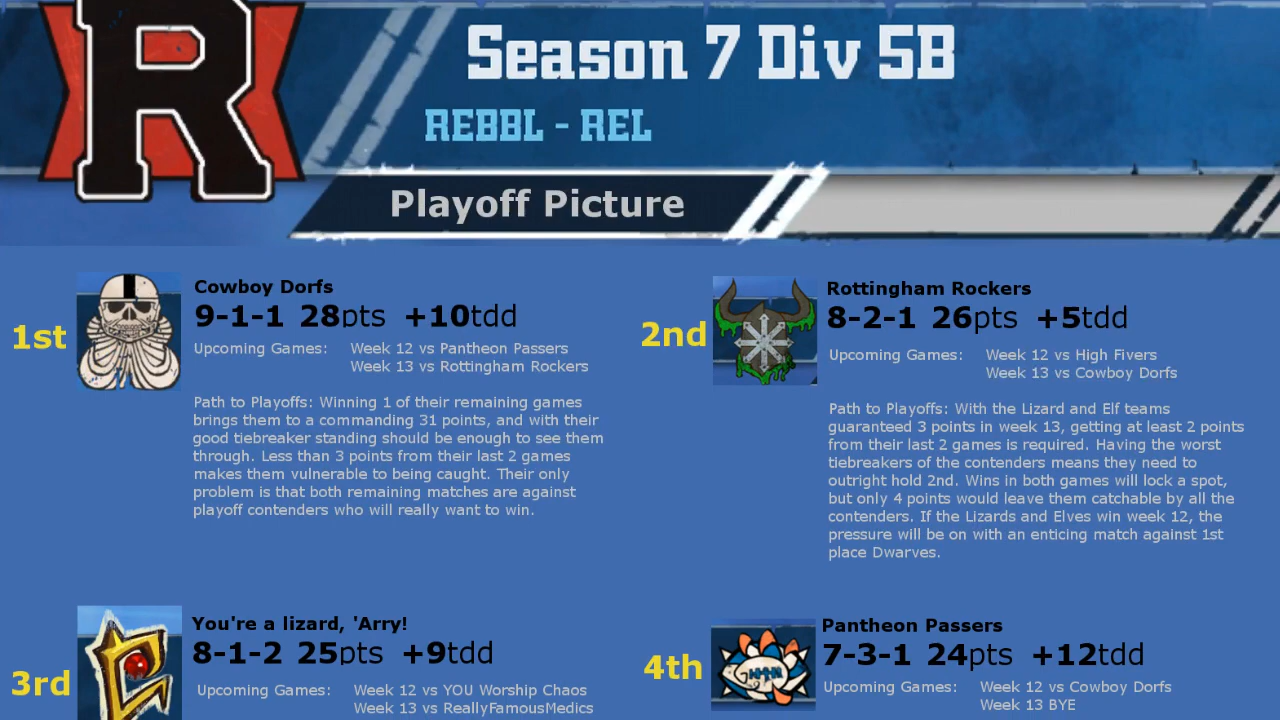 R
Season 7 Div 5B
REBBL - REL
Playoff Picture
1st
Cowboy Dorfs
9-1-1 28pts +10tdd
Upcoming Games: Week 12 vs Pantheon Passers
Week 13 vs Rottingham Rockers
Path to Playoffs: Winning 1 of their remaining games
brings them to a commanding 31 points, and with their
good tiebreaker standing should be enough to see them
through. Less than 3 points from their last 2 games
makes them vulnerable to being caught. Their only
problem is that both remaining matches are against
playoff contenders who will really want to win.
2nd
Rottingham Rockers
8-2-1 26pts +5tdd
Upcoming Games: Week 12 vs High Fivers
Week 13 vs Cowboy Dorfs
Path to Playoffs: With the Lizard and Elf teams
guaranteed 3 points in week 13, getting at least 2 points
from their last 2 games is required. Having the worst
tiebreakers of the contenders means they need to
outright hold 2nd. Wins in both games will lock a spot,
but only 4 points would leave them catchable by all the
contenders. If the Lizards and Elves win week 12, the
pressure will be on with an enticing match against 1st
place Dwarves.
3rd
You're a lizard, 'Arry!
8-1-2 25pts +9tdd
Upcoming Games: Week 12 vs YOU Worship Chaos
Week 13 vs ReallyFamousMedics
4th
Pantheon Passers
7-3-1 24pts +12tdd
Upcoming Games: Week 12 vs Cowboy Dorfs
Week 13 BYE